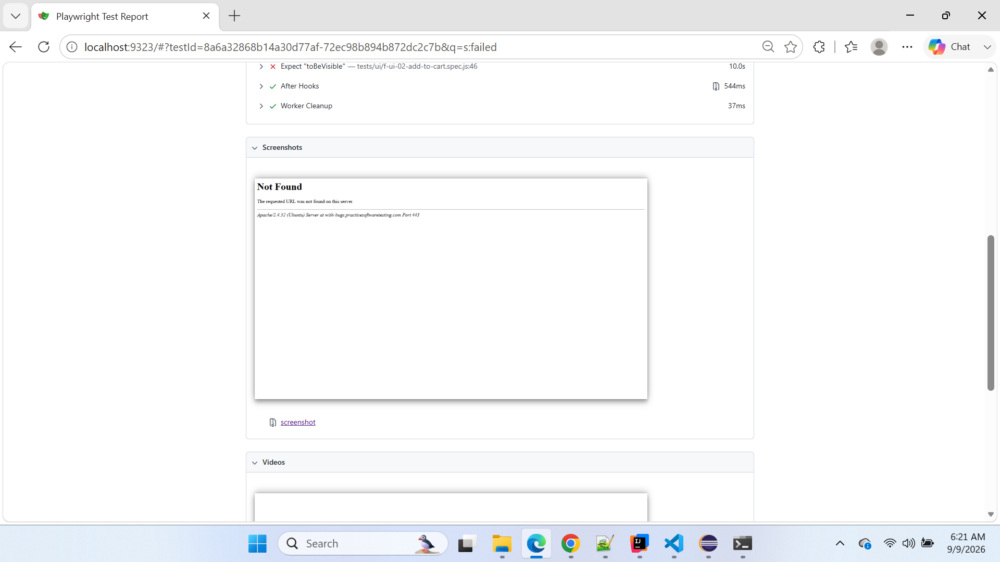 Playwright Test Report
localhost:9323/#?testId=8a6a32868b14a30d77af-72ec98b894b872dc2c7b&q=s:failed
Chat
Expect "toBeVisible" — tests/ui/f-ui-02-add-to-cart.spec.js:46
10.0s
After Hooks
544ms
Worker Cleanup
37ms
Screenshots
Not Found
The requested URL was not found on this server.
Apache/2.4.52 (Ubuntu) Server at with-bugs.practicesoftwaretesting.com Port 443
screenshot
Videos
Search
6:21 AM
9/9/2026